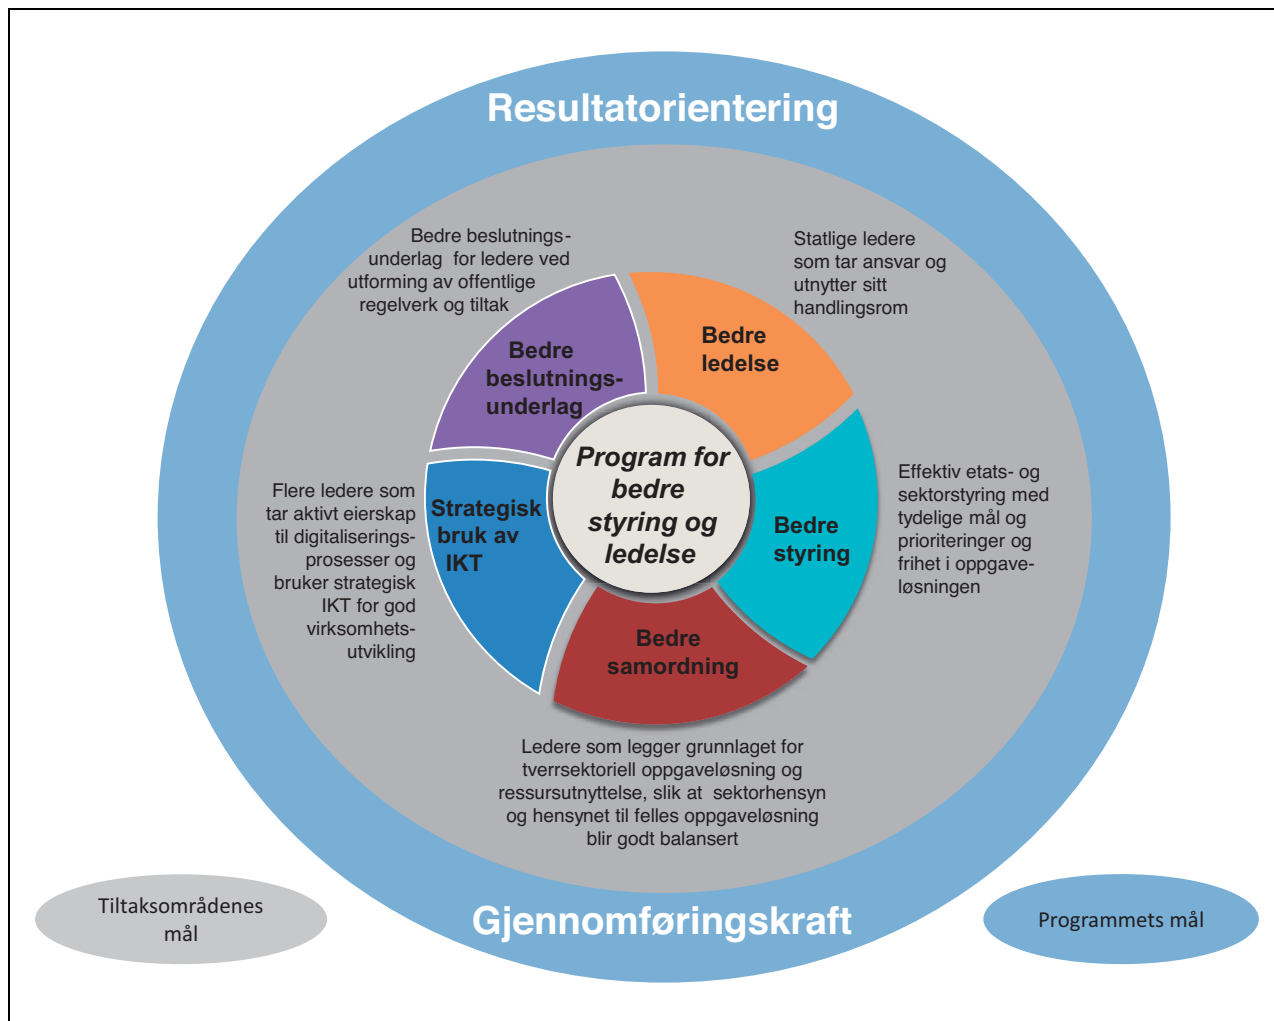 Resultatorientering
Bedre beslutnings-
underlag for ledere ved
utforming av offentlige
regelverk og tiltak
Statlige ledere
som tar ansvar og
utnytter sitt
handlingsrom
Bedre
beslutnings-
underlag
Bedre
ledelse
Program for
bedre
styring og
ledelse
Flere ledere som
tar aktivt eierskap
til digitaliserings-
prosesser og
bruker strategisk
IKT for god
virksomhets-
utvikling
Strategisk
bruk av
IKT
Bedre
styring
Effektiv etats- og
sektorstyring med
tydelige mål og
prioriteringer og
frihet i oppgave-
løsningen
Bedre
samordning
Ledere som legger grunnlaget for
tverrsektoriell oppgaveløsning og
ressursutnyttelse, slik at sektorhensyn
og hensynet til felles oppgaveløsning
blir godt balansert
Tiltaksområdenes
mål
Gjennomføringskraft
Programmets mål